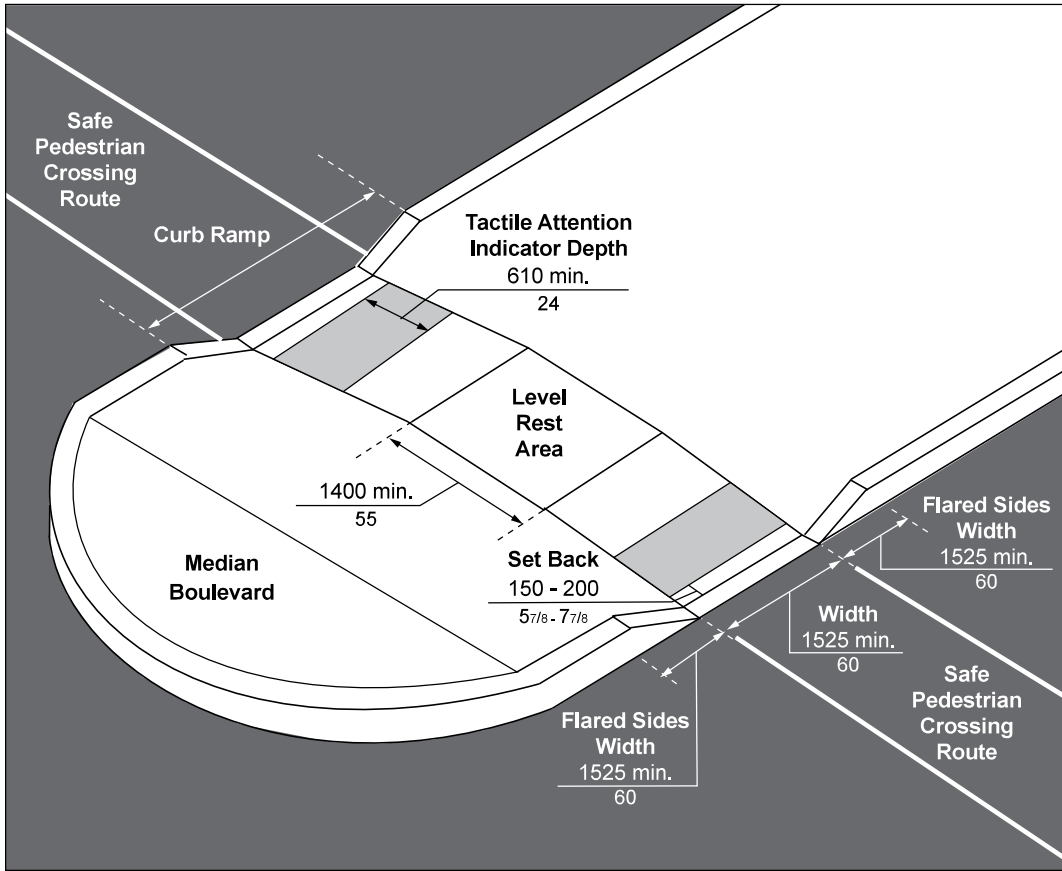 Safe
Pedestrian
Crossing
Route
Curb Ramp
Tactile Attention
Indicator Depth
610 min.
24
Level
Rest
Area
1400 min.
55
Median
Boulevard
Set Back
150 - 200
5 7/8 - 7 7/8
Flared Sides
Width
1525 min.
60
Width
1525 min.
60
Safe
Pedestrian
Crossing
Route
Flared Sides
Width
1525 min.
60